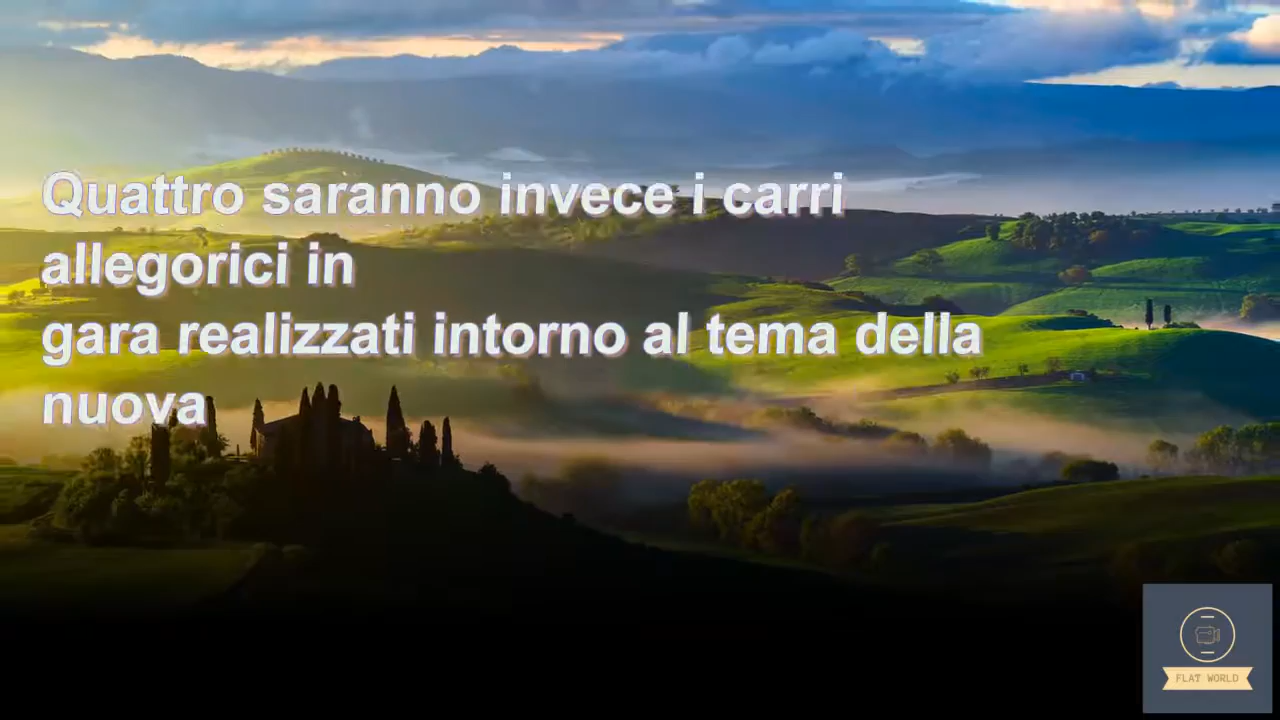 Quattro saranno invece i carri
allegorici in
gara realizzati intorno al tema della
nuova
FLAT WORLD